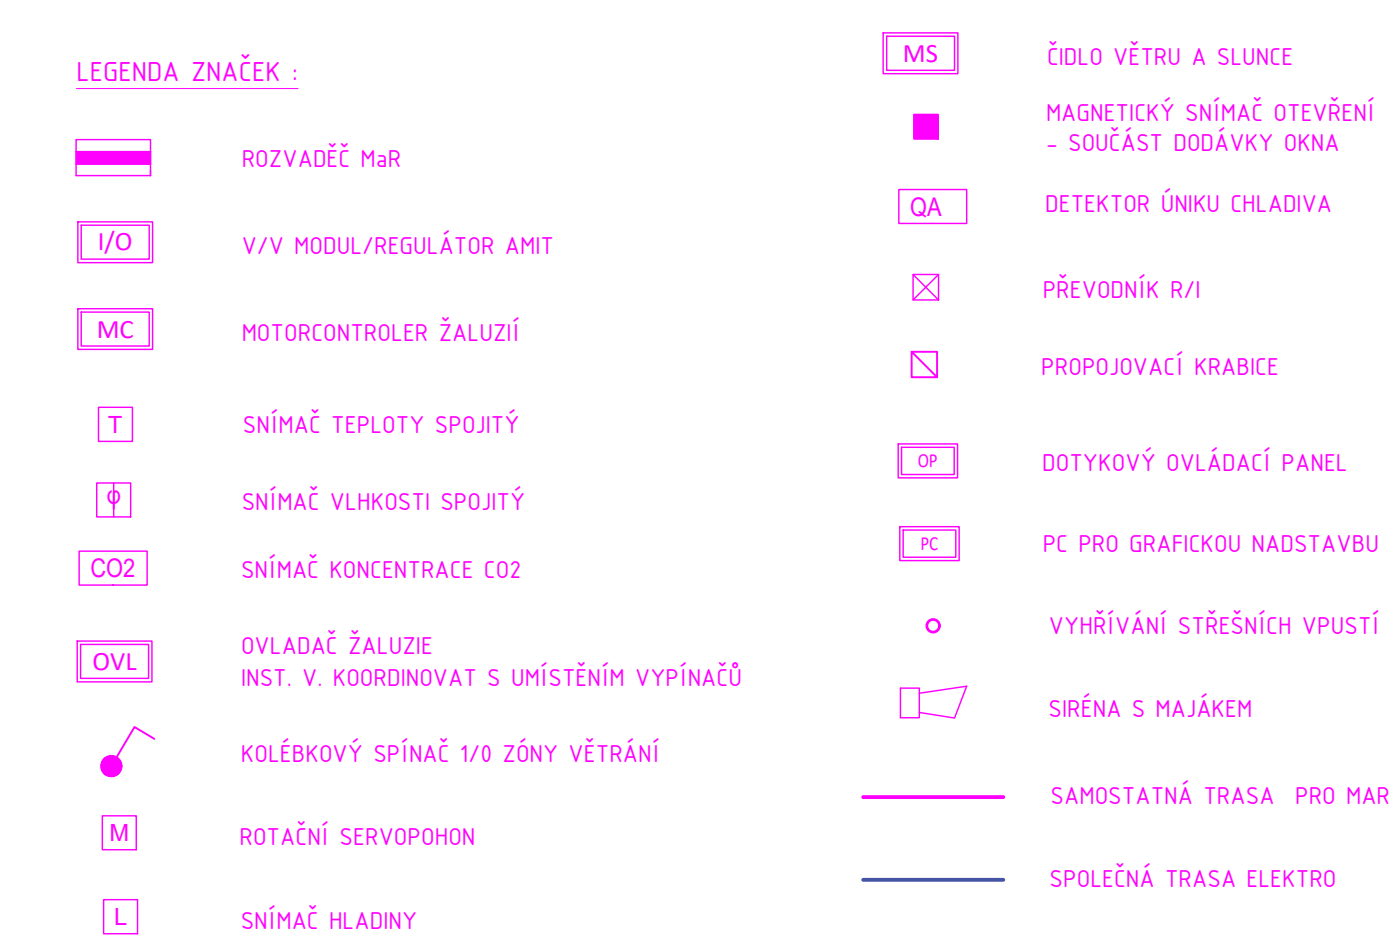 LEGENDA ZNAČEK :
ROZVADĚČ MaR
I/O V/V MODUL/REGULÁTOR AMIT
MC MOTORCONTROLER ŽALUZIÍ
T SNÍMAČ TEPLOTY SPOJITÝ
φ SNÍMAČ VLHKOSTI SPOJITÝ
CO2 SNÍMAČ KONCENTRACE CO2
OVL OVLADAČ ŽALUZIE
INST. V. KOORDINOVAT S UMÍSTĚNÍM VYPÍNAČŮ
KOLÉBKOVÝ SPÍNAČ 1/0 ZÓNY VĚTRÁNÍ
M ROTAČNÍ SERVOPOHON
L SNÍMAČ HLADINY
MS ČIDLO VĚTRU A SLUNCE
MAGNETICKÝ SNÍMAČ OTEVŘENÍ
- SOUČÁST DODÁVKY OKNA
QA DETEKTOR ÚNIKU CHLADIVA
PŘEVODNÍK R/I
PROPOJOVACÍ KRABICE
OP DOTYKOVÝ OVLÁDACÍ PANEL
PC PC PRO GRAFICKOU NADSTAVBU
VYHŘÍVÁNÍ STŘEŠNÍCH VPUSTÍ
SIRÉNA S MAJÁKEM
SAMOSTATNÁ TRASA PRO MAR
SPOLEČNÁ TRASA ELEKTRO